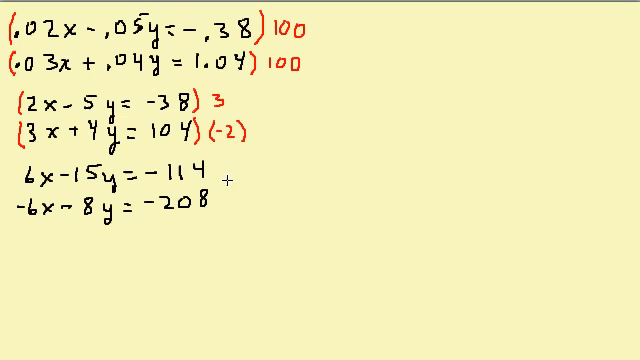 (.02x - .05y = -.38) 100
(.03x + .04y = 1.04) 100
(2x - 5y = -38) 3
(3x + 4y = 104) (-2)
6x - 15y = -114
-6x - 8y = -208